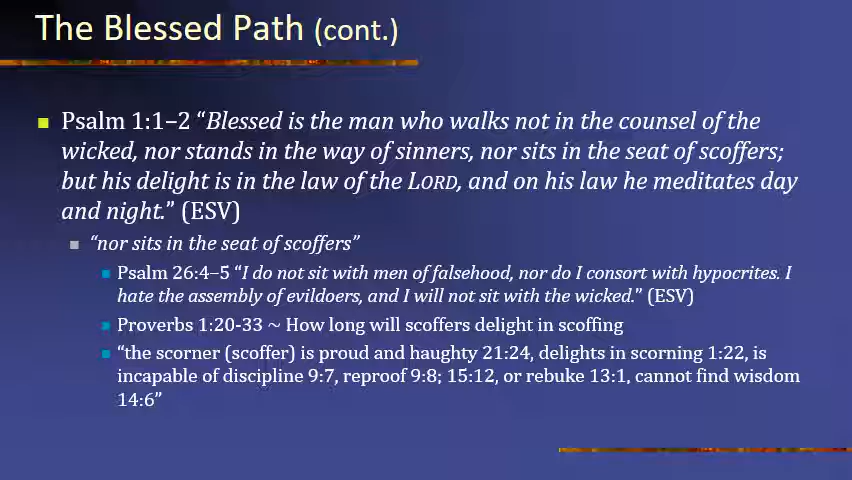 The Blessed Path (cont.)
Psalm 1:1–2 “Blessed is the man who walks not in the counsel of the
wicked, nor stands in the way of sinners, nor sits in the seat of scoffers;
but his delight is in the law of the LORD, and on his law he meditates day
and night.” (ESV)
“nor sits in the seat of scoffers”
Psalm 26:4–5 “I do not sit with men of falsehood, nor do I consort with hypocrites. I
hate the assembly of evildoers, and I will not sit with the wicked.” (ESV)
Proverbs 1:20-33 ~ How long will scoffers delight in scoffing
“the scorner (scoffer) is proud and haughty 21:24, delights in scorning 1:22, is
incapable of discipline 9:7, reproof 9:8; 15:12, or rebuke 13:1, cannot find wisdom
14:6”